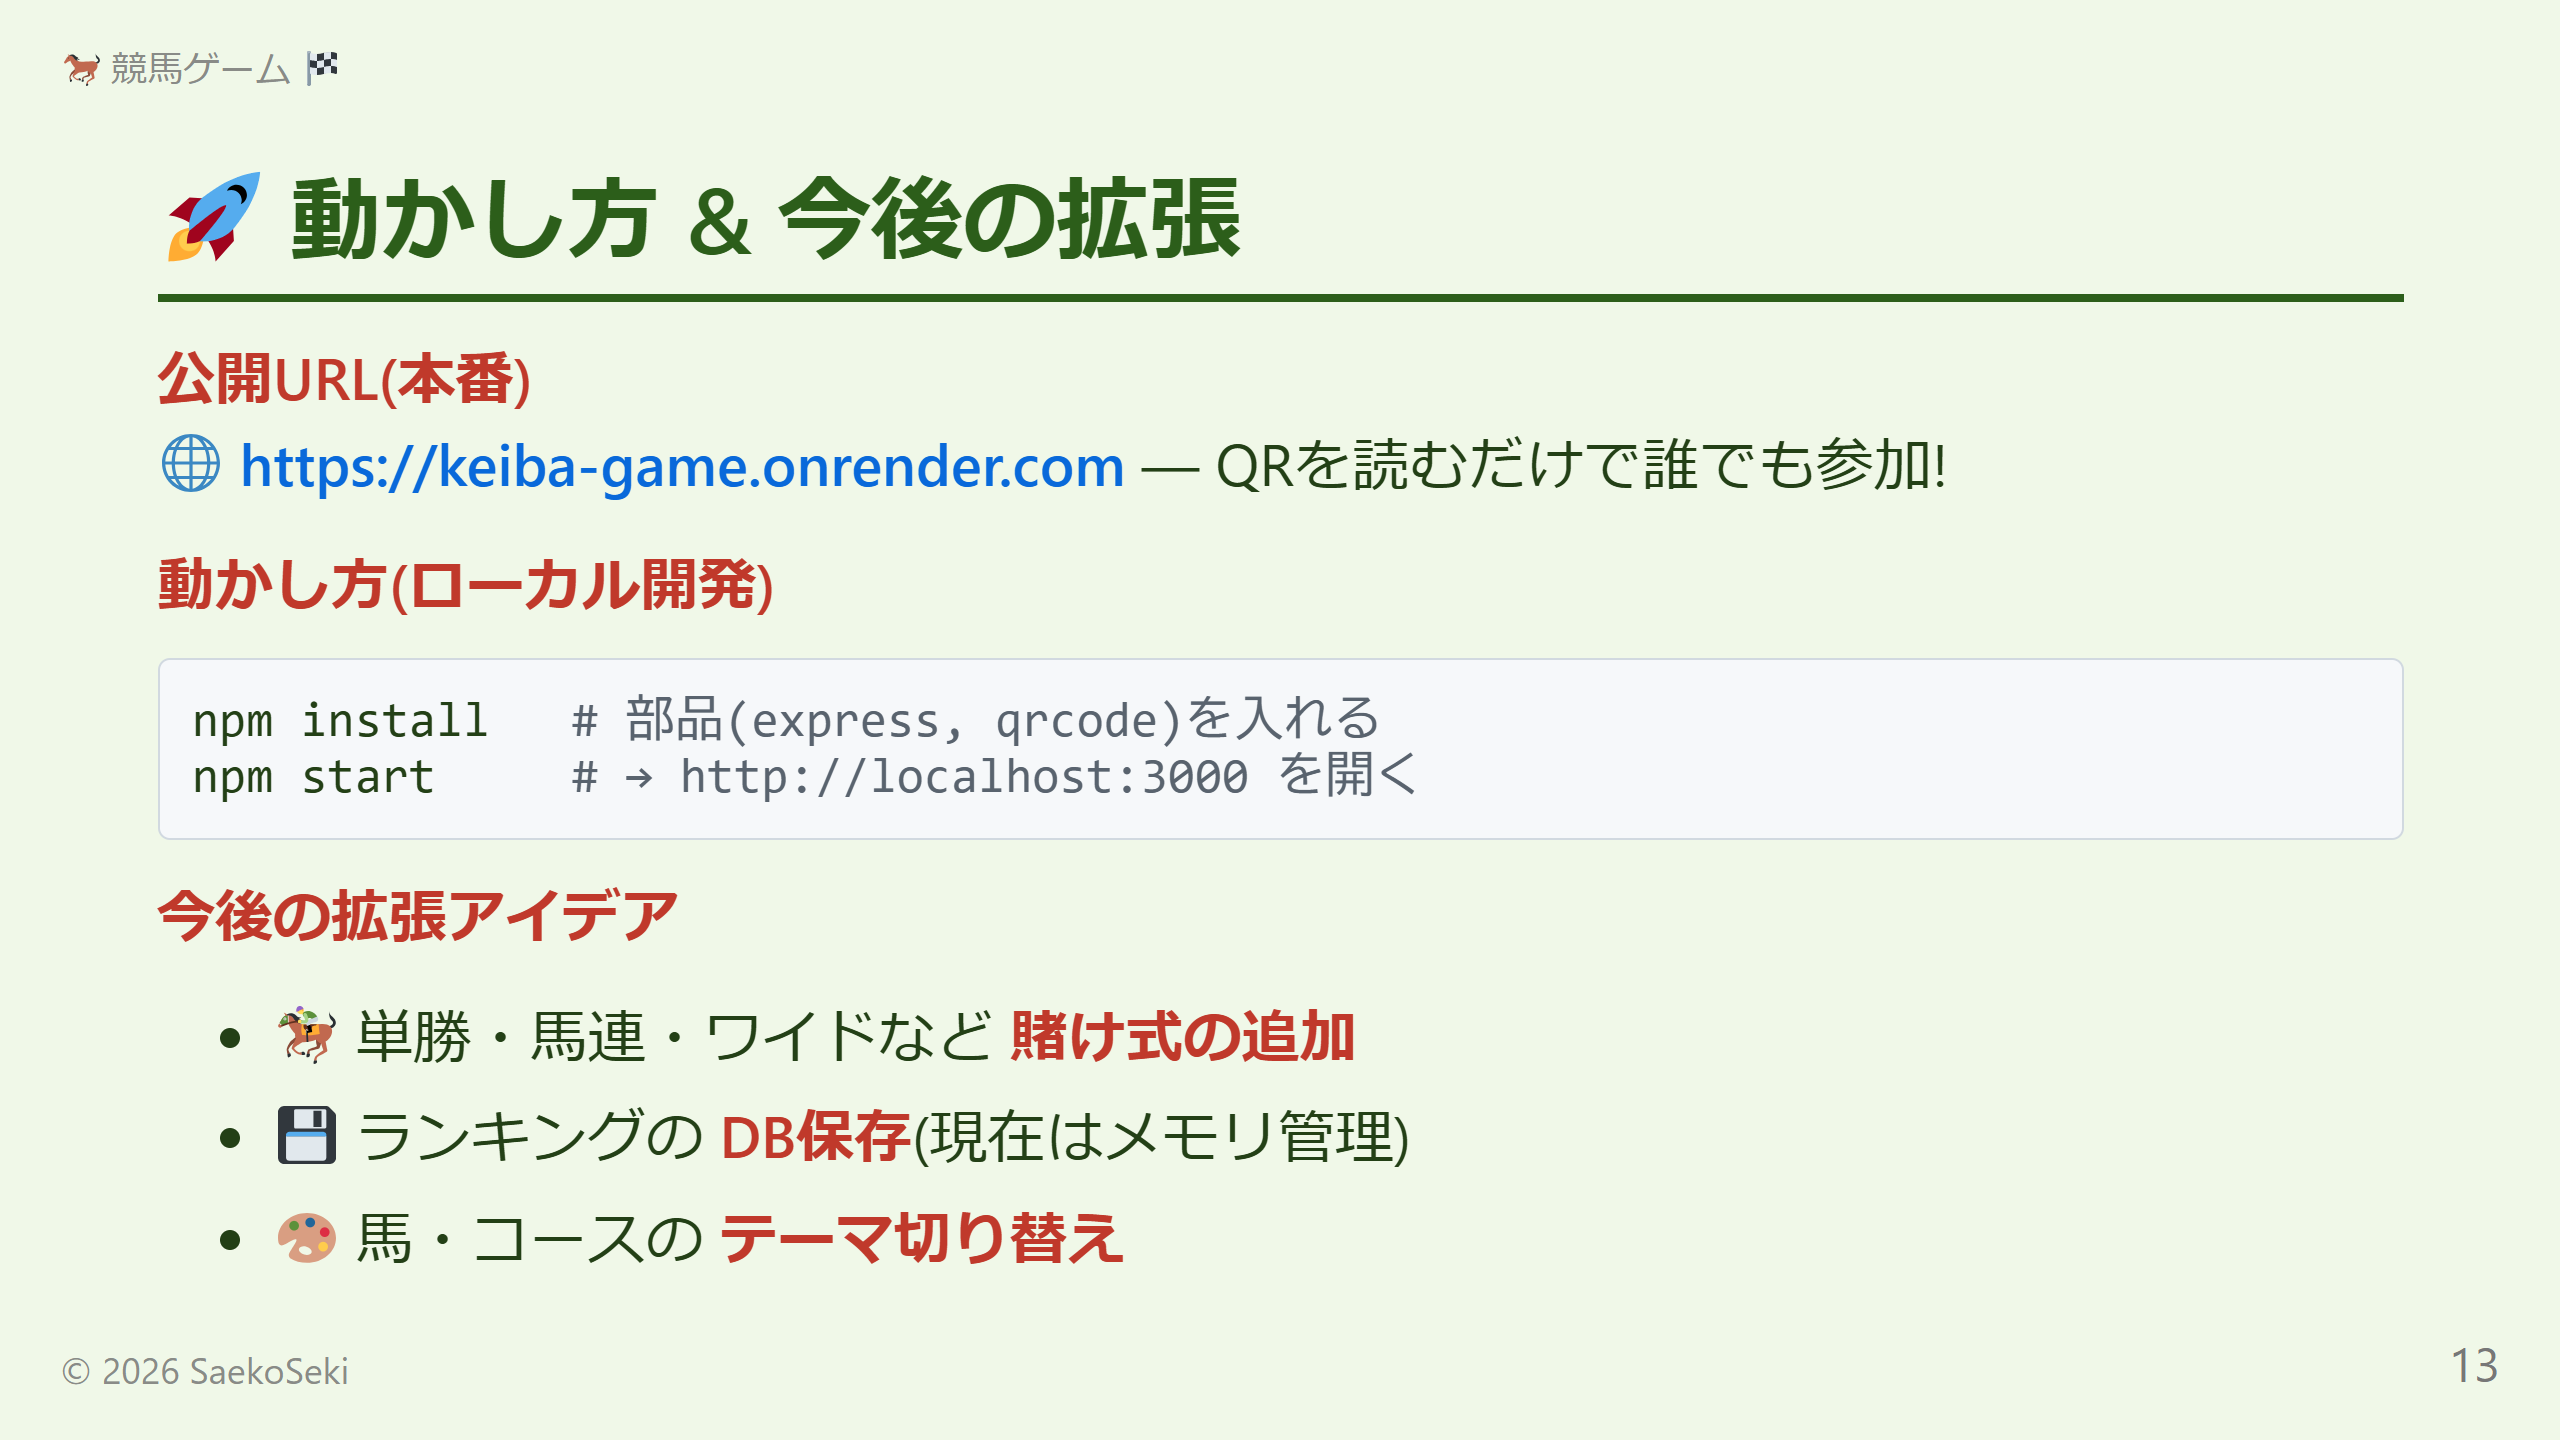 🐎 競馬ゲーム 🏁
🚀 動かし方 & 今後の拡張
公開URL(本番)
🌐 https://keiba-game.onrender.com — QRを読むだけで誰でも参加!
動かし方(ローカル開発)
npm install   # 部品(express, qrcode)を入れる
npm start     # → http://localhost:3000 を開く
今後の拡張アイデア
• 🏇 単勝・馬連・ワイドなど 賭け式の追加
• 💾 ランキングの DB保存(現在はメモリ管理)
• 🎨 馬・コースの テーマ切り替え
© 2026 SaekoSeki
13